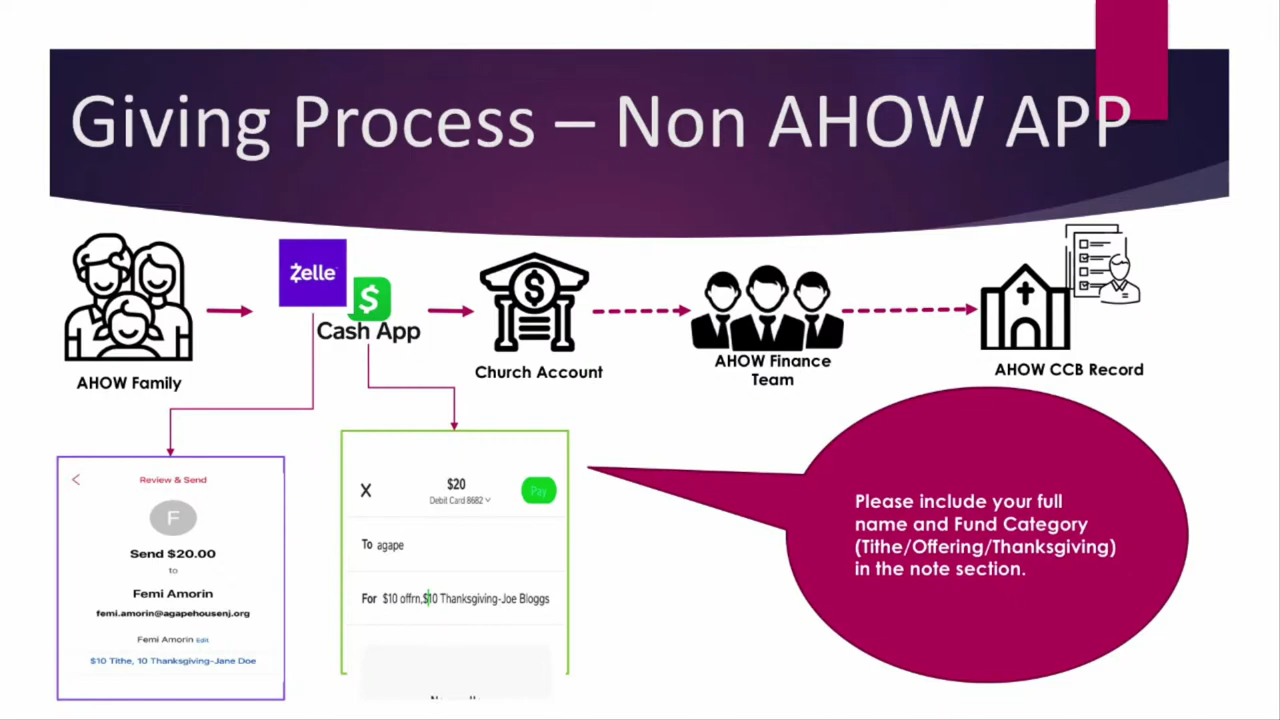 Giving Process – Non AHOW APP
Zelle
Cash App
AHOW Family
Church Account
AHOW Finance
Team
AHOW CCB Record
<
Review & Send
F
Send $20.00
to
Femi Amorin
femi.amorin@agapehousenj.org
Femi Amorin Edit
$10 Tithe, 10 Thanksgiving-Jane Doe
X
$20
Debit Card 8682
Pay
To agape
For $10 offrn,$10 Thanksgiving-Joe Bloggs
Please include your full
name and Fund Category
(Tithe/Offering/Thanksgiving)
in the note section.